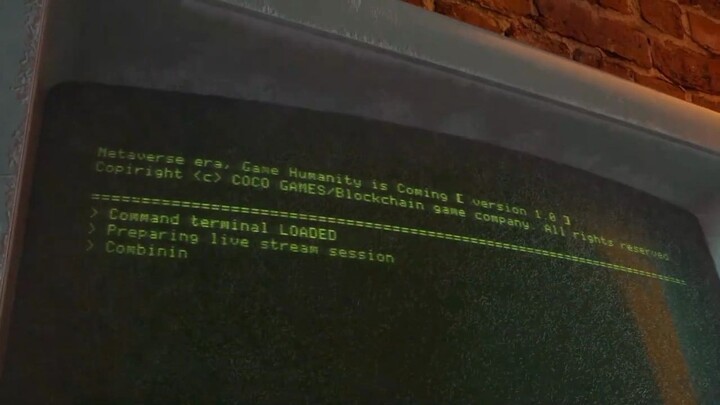 Metaverse era, Game Humanity is Coming [ version 1.0 ]
Copiright <c> COCO GAMES/Blockchain game company. All rights reserved
==========================================================================
> Command terminal LOADED
> Preparing live stream session
> Combinin